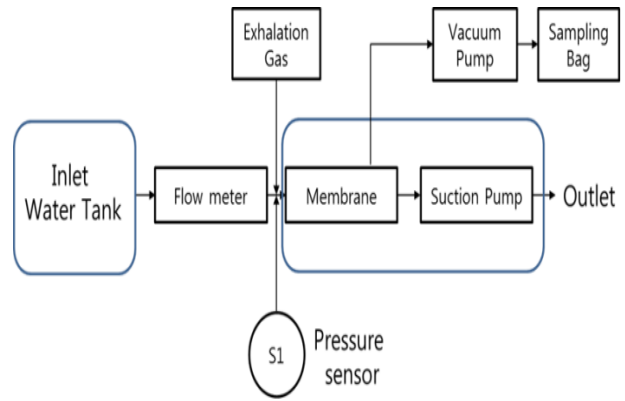 Exhalation
Gas
Vacuum
Pump
Sampling
Bag
Inlet
Water Tank
Flow meter
Membrane
Suction Pump
Outlet
S1
Pressure
sensor